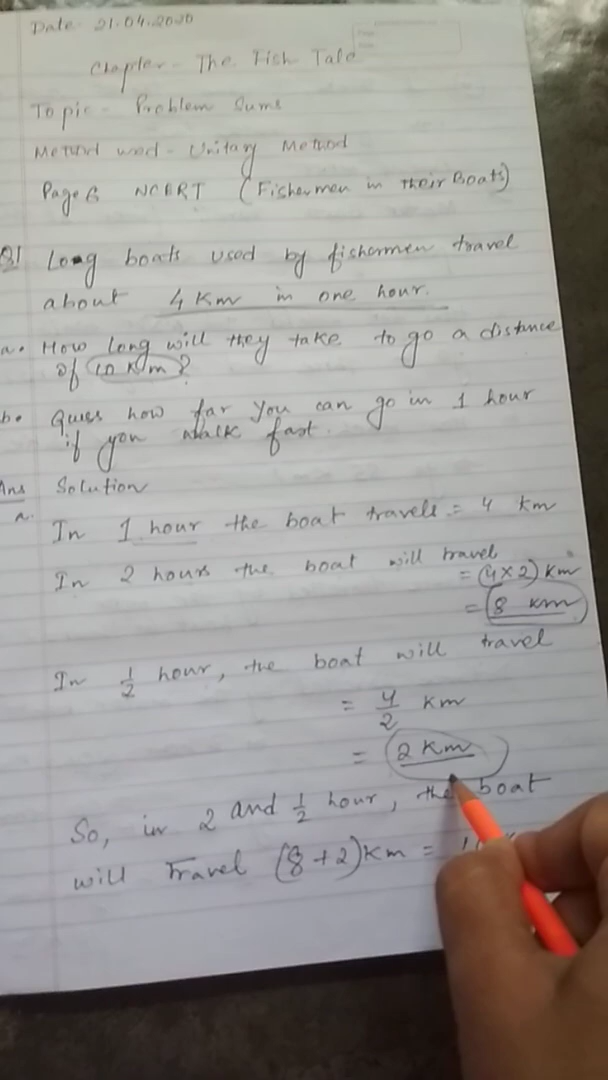 Date- 21.04.2020
Chapter- The Fish Tale
Topic- Problem Sums
Method used- Unitary Method
Page 6 NCERT (Fishermen in their Boats)
Q1 Long boats used by fishermen travel
about 4 Km in one hour.
a. How long will they take to go a distance
of 10 Km?
b. Guess how far you can go in 1 hour
if you walk fast.
Ans Solution
a. In 1 hour the boat travels = 4 km
In 2 hours the boat will travel
= (4×2) Km
= 8 km
In 1/2 hour, the boat will travel
= 4/2 Km
= 2 Km
So, in 2 and 1/2 hour, the boat
will Travel (8+2)Km =